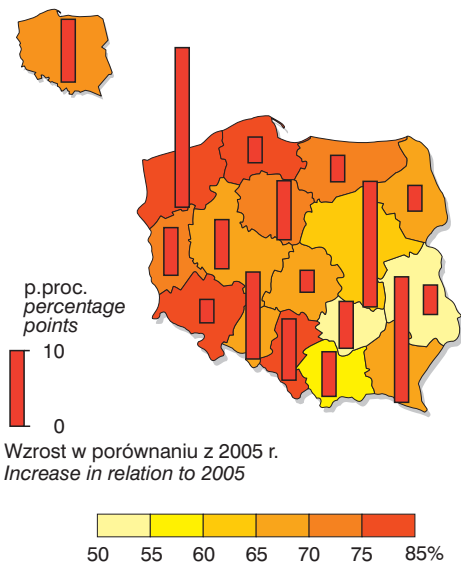 p.proc.
percentage
points
10
0
Wzrost w porównaniu z 2005 r.
Increase in relation to 2005
50 55 60 65 70 75 85%